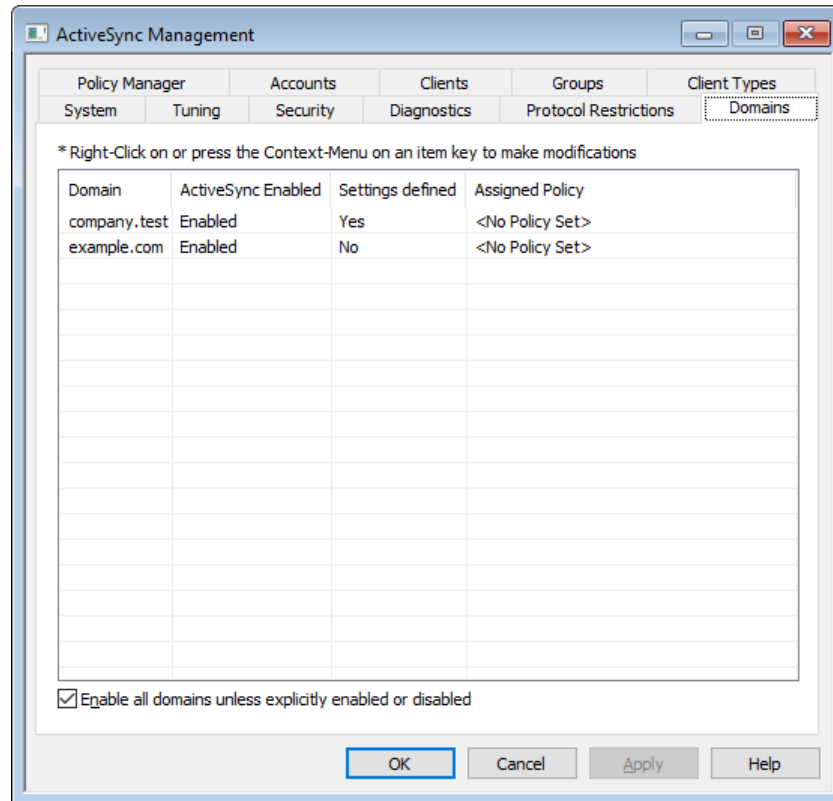 ActiveSync Management
Policy Manager Accounts Clients Groups Client Types
System Tuning Security Diagnostics Protocol Restrictions Domains
* Right-Click on or press the Context-Menu on an item key to make modifications
Domain ActiveSync Enabled Settings defined Assigned Policy
company.test Enabled Yes <No Policy Set>
example.com Enabled No <No Policy Set>
Enable all domains unless explicitly enabled or disabled
OK Cancel Apply Help